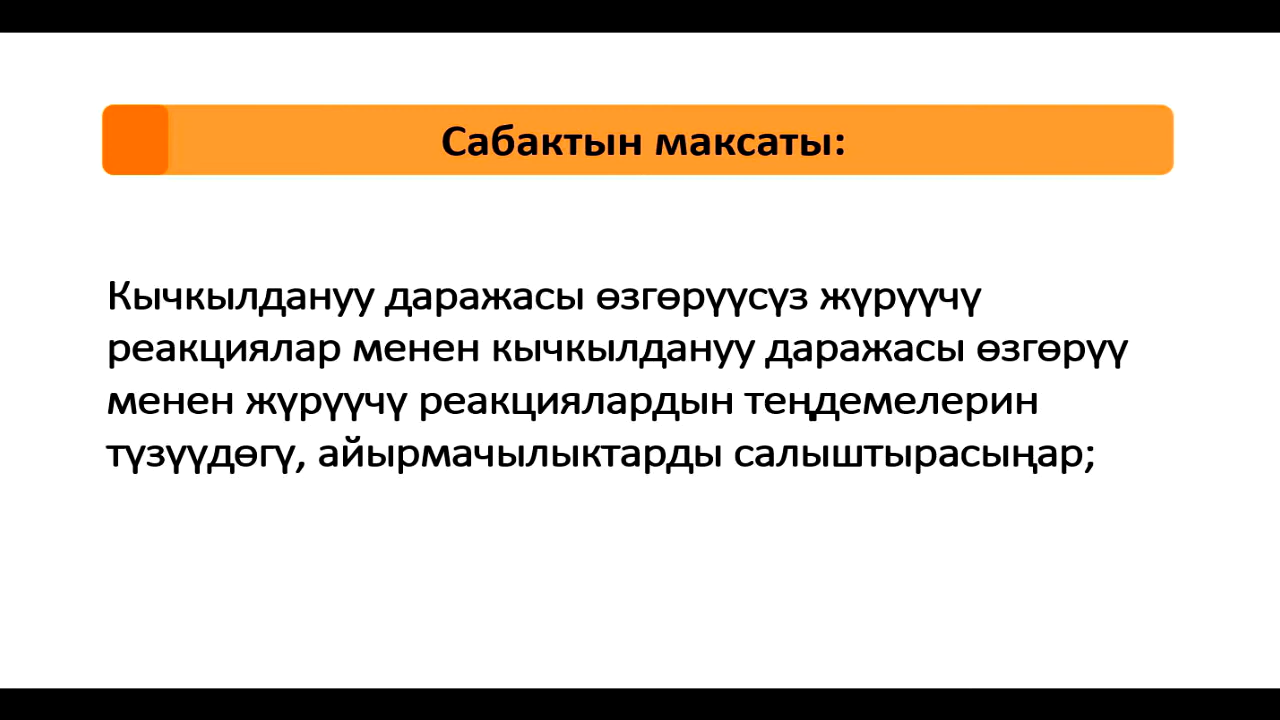 Сабактын максаты:
Кычкылдануу даражасы өзгөрүүсүз жүрүүчү
реакциялар менен кычкылдануу даражасы өзгөрүү
менен жүрүүчү реакциялардын теңдемелерин
түзүүдөгү, айырмачылыктарды салыштырасыңар;